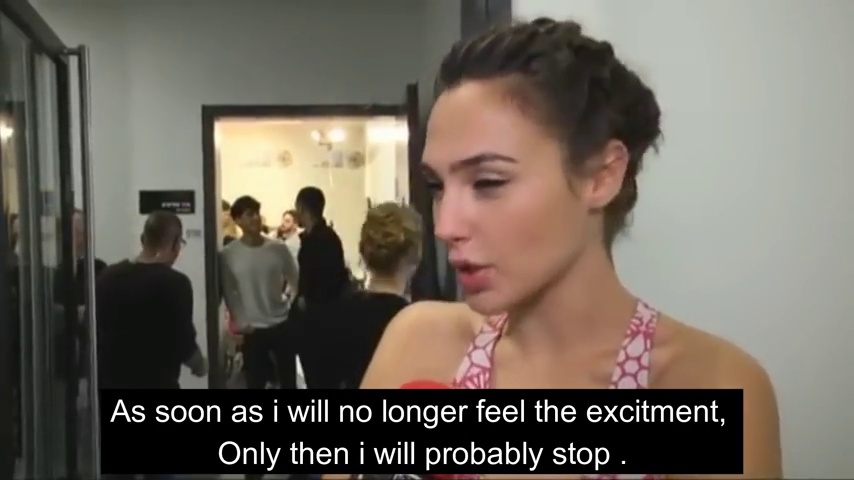 As soon as i will no longer feel the excitment,
Only then i will probably stop .